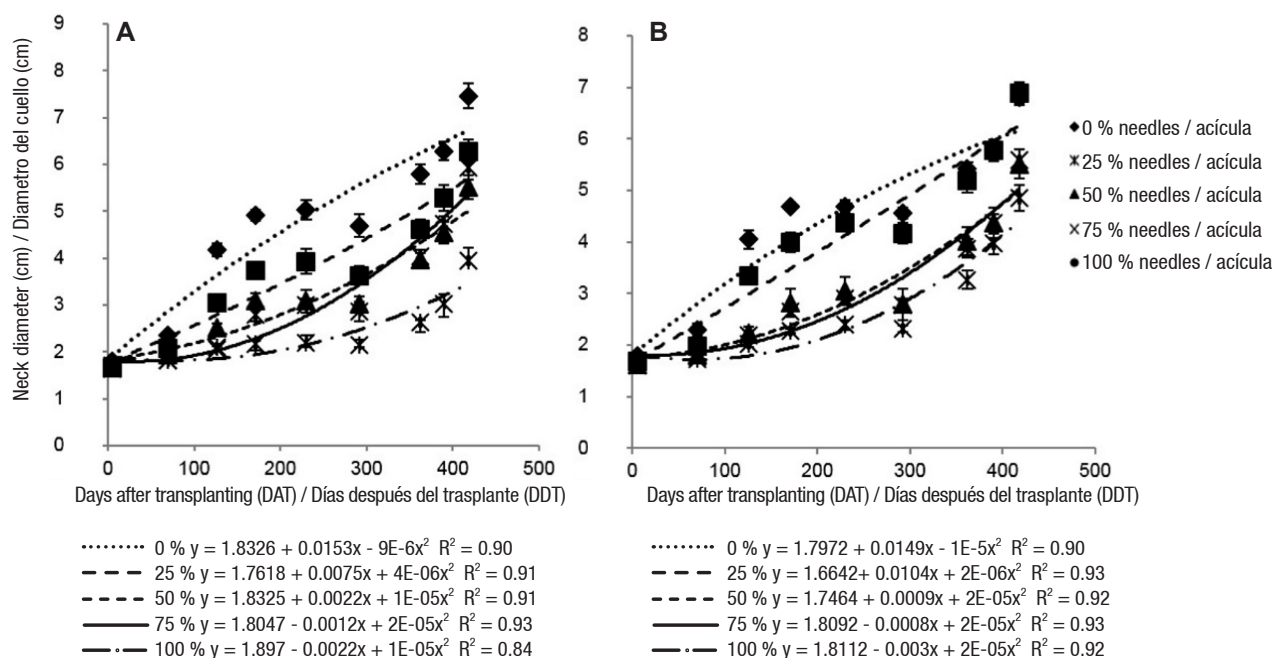 A
Neck diameter (cm) / Diametro del cuello (cm)
9
8
7
6
5
4
3
2
1
0
0 100 200 300 400 500
Days after transplanting (DAT) / Días después del trasplante (DDT)
0 % y = 1.8326 + 0.0153x - 9E-6x² R² = 0.90
25 % y = 1.7618 + 0.0075x + 4E-06x² R² = 0.91
50 % y = 1.8325 + 0.0022x + 1E-05x² R² = 0.91
75 % y = 1.8047 - 0.0012x + 2E-05x² R² = 0.93
100 % y = 1.897 - 0.0022x + 1E-05x² R² = 0.84
B
8
7
6
5
4
3
2
1
0
0 100 200 300 400 500
Days after transplanting (DAT) / Días después del trasplante (DDT)
0 % y = 1.7972 + 0.0149x - 1E-5x² R² = 0.90
25 % y = 1.6642+ 0.0104x + 2E-06x² R² = 0.93
50 % y = 1.7464 + 0.0009x + 2E-05x² R² = 0.92
75 % y = 1.8092 - 0.0008x + 2E-05x² R² = 0.93
100 % y = 1.8112 - 0.003x + 2E-05x² R² = 0.92
0 % needles / acícula
25 % needles / acícula
50 % needles / acícula
75 % needles / acícula
100 % needles / acícula